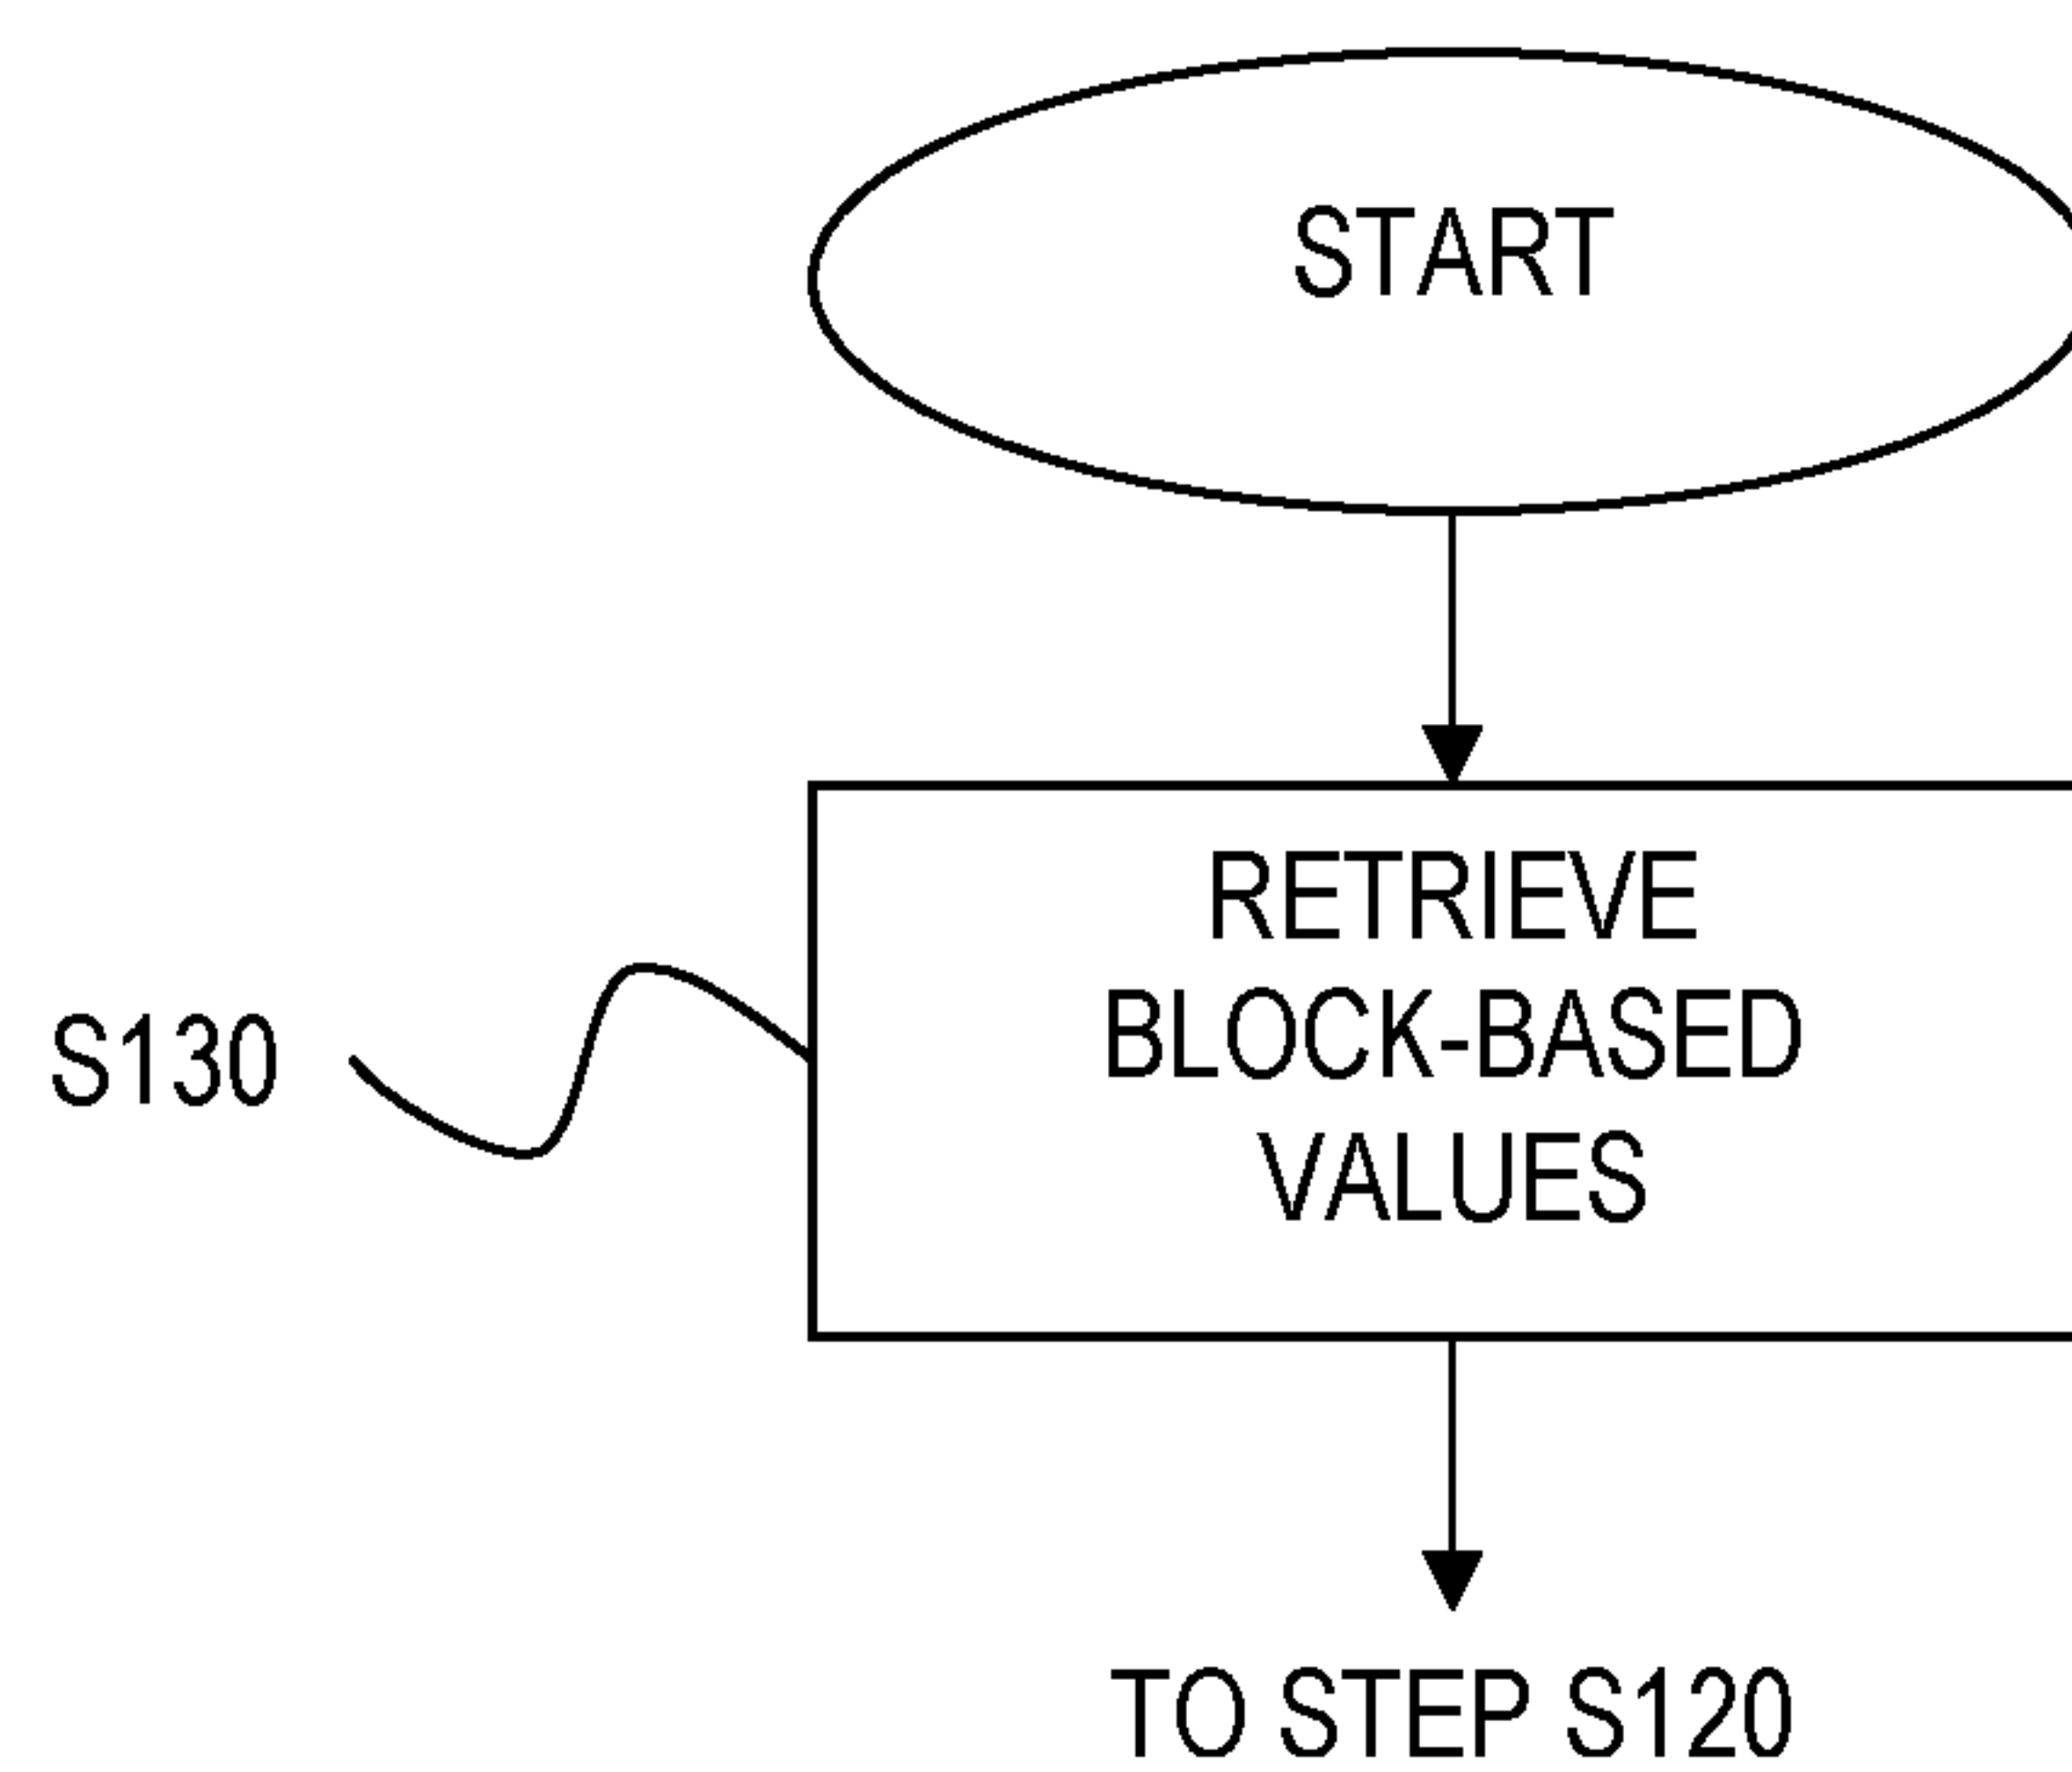 START
RETRIEVE
BLOCK-BASED
VALUES
S130
TO STEP S120